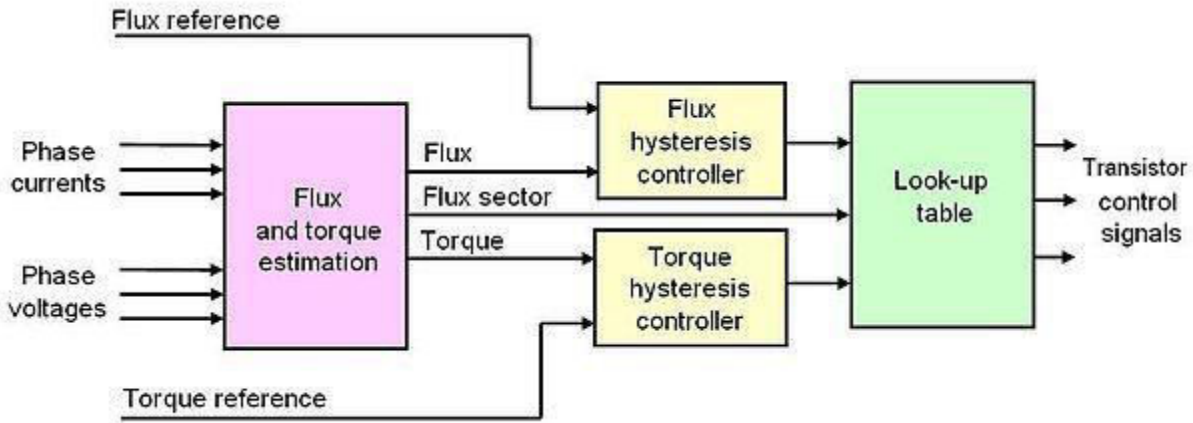 Flux reference
Phase
currents
Phase
voltages
Flux
and torque
estimation
Flux
Flux sector
Torque
Flux
hysteresis
controller
Torque
hysteresis
controller
Look-up
table
Transistor
control
signals
Torque reference